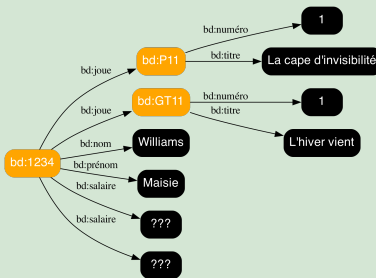 bd:numéro
1
bd:P11
bd:titre
La cape d'invisibilité
bd:joue
bd:GT11
bd:numéro
1
bd:titre
bd:joue
L'hiver vient
bd:nom
Williams
bd:1234
bd:prénom
Maisie
bd:salaire
???
bd:salaire
???